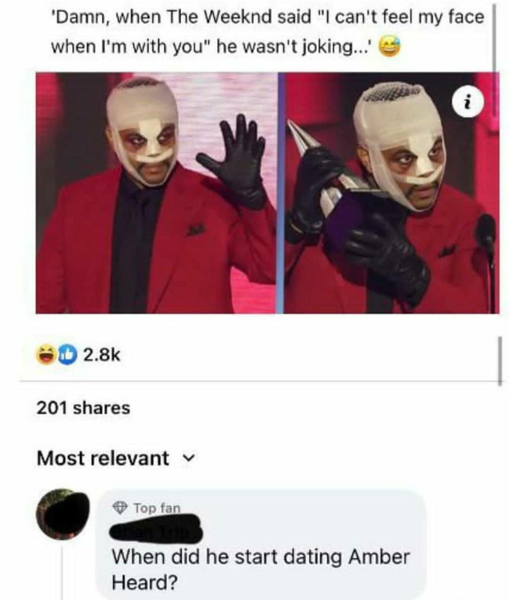 'Damn, when The Weeknd said "I can't feel my face
when I'm with you" he wasn't joking...' 😅
i
2.8k
201 shares
Most relevant
Top fan
When did he start dating Amber
Heard?